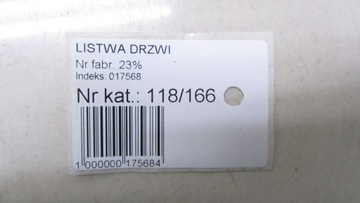 LISTWA DRZWI
Nr fabr. 23%
Indeks: 017568
Nr kat.: 118/166
1 000000 175684